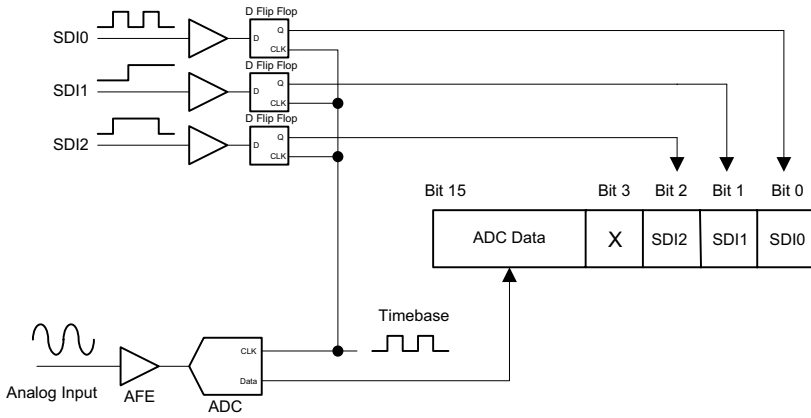 D Flip Flop
SDI0
D
Q
CLK
D Flip Flop
SDI1
D
Q
CLK
D Flip Flop
SDI2
D
Q
CLK
Bit 15
Bit 3
Bit 2
Bit 1
Bit 0
ADC Data
X
SDI2
SDI1
SDI0
Timebase
CLK
Data
Analog Input
AFE
ADC